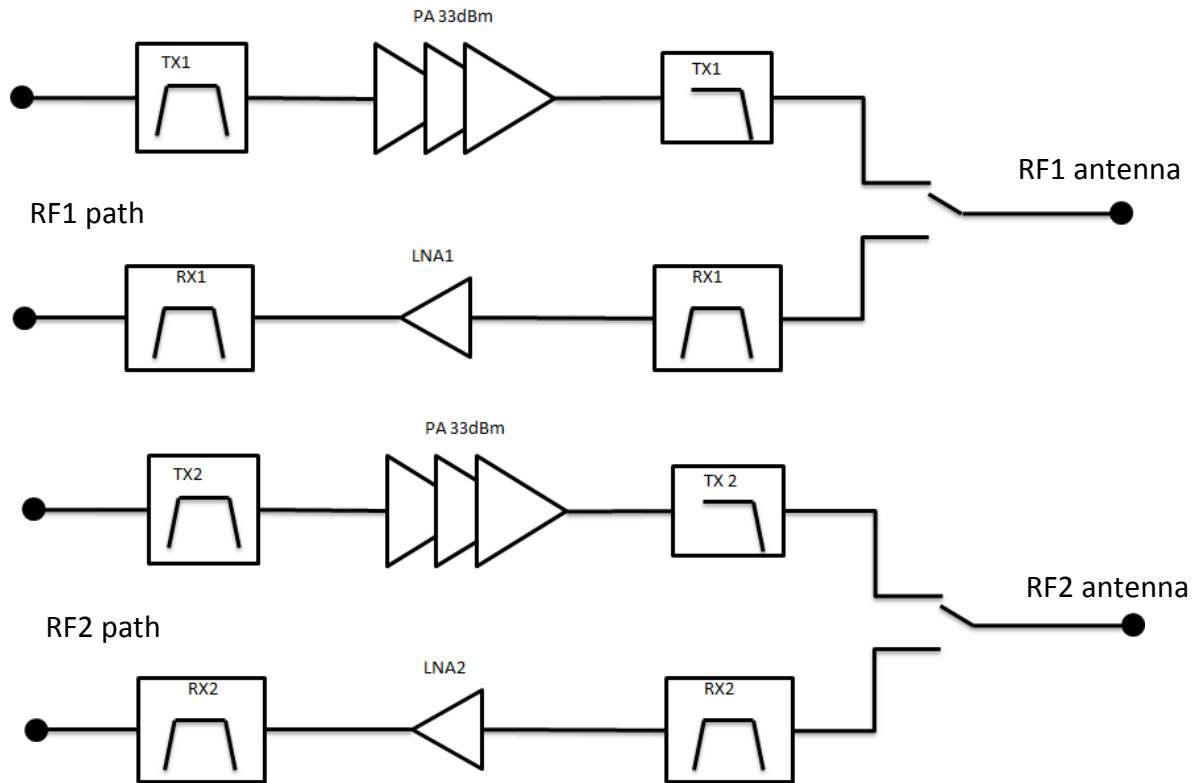 PA 33dBm
TX1
TX1
RF1 antenna
RF1 path
LNA1
RX1
RX1
PA 33dBm
TX2
TX 2
RF2 antenna
RF2 path
LNA2
RX2
RX2